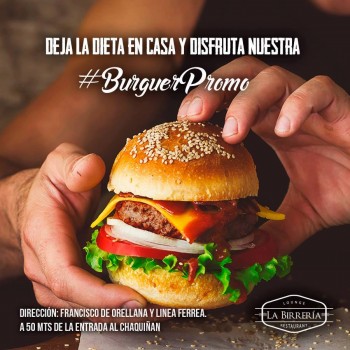 DEJA LA DIETA EN CASA Y DISFRUTA NUESTRA
#BurguerPromo
DIRECCIÓN: FRANCISCO DE ORELLANA Y LINEA FERREA.
A 50 MTS DE LA ENTRADA AL CHAQUIÑAN
LOUNGE
LA BIRRERÍA
RESTAURANT